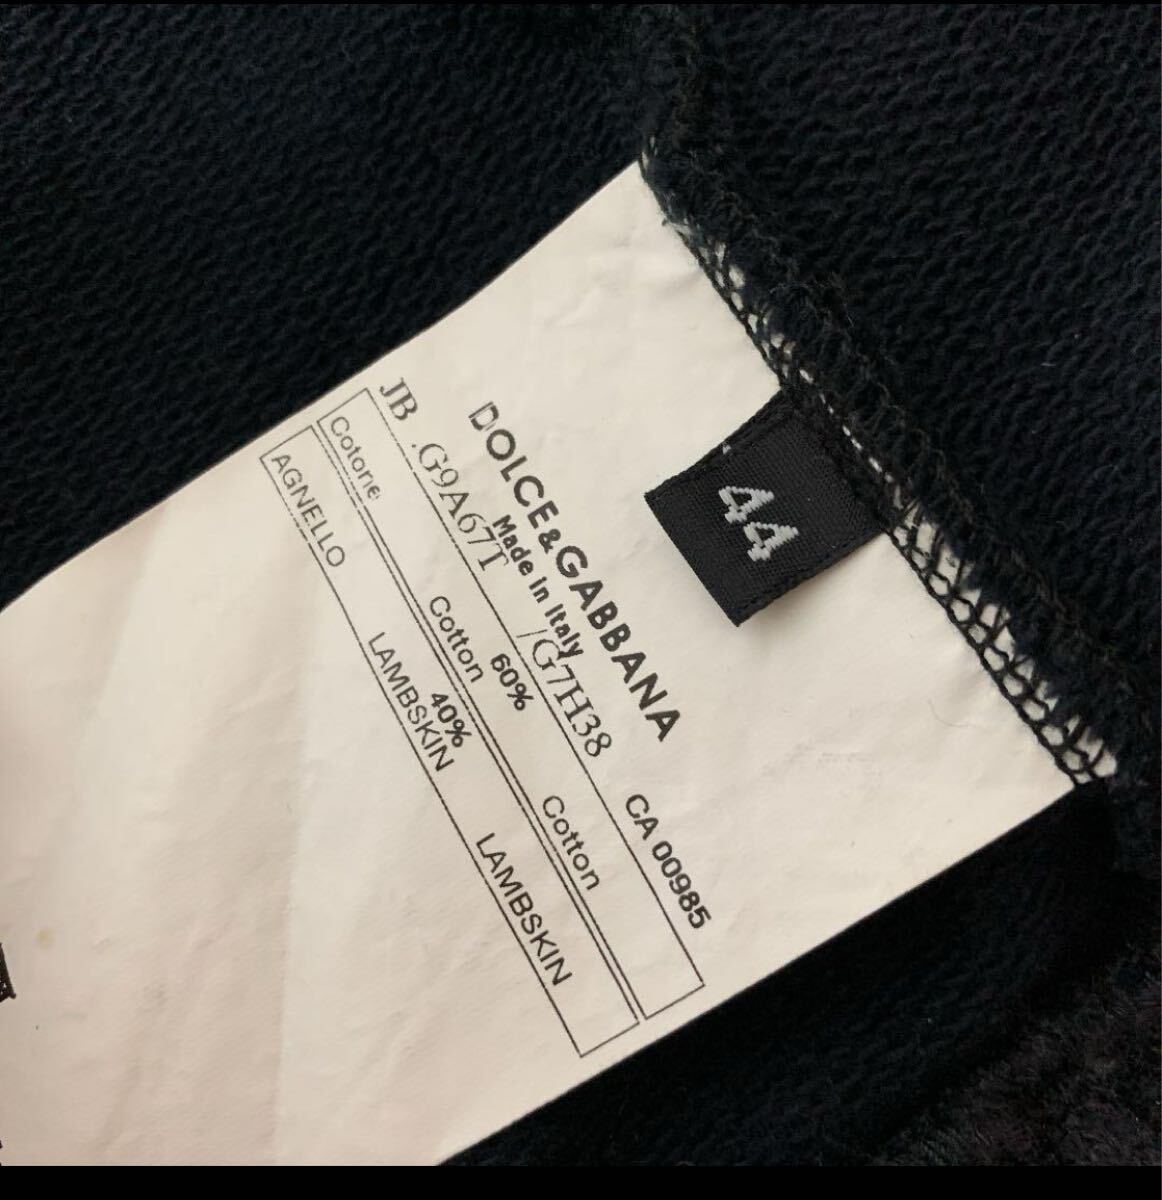 44
DOLCE&GABBANA
Made in Italy
CA 00985
JB .G9A67T /G7H38
Cotone Cotton 60% Cotton
AGNELLO LAMBSKIN 40% LAMBSKIN